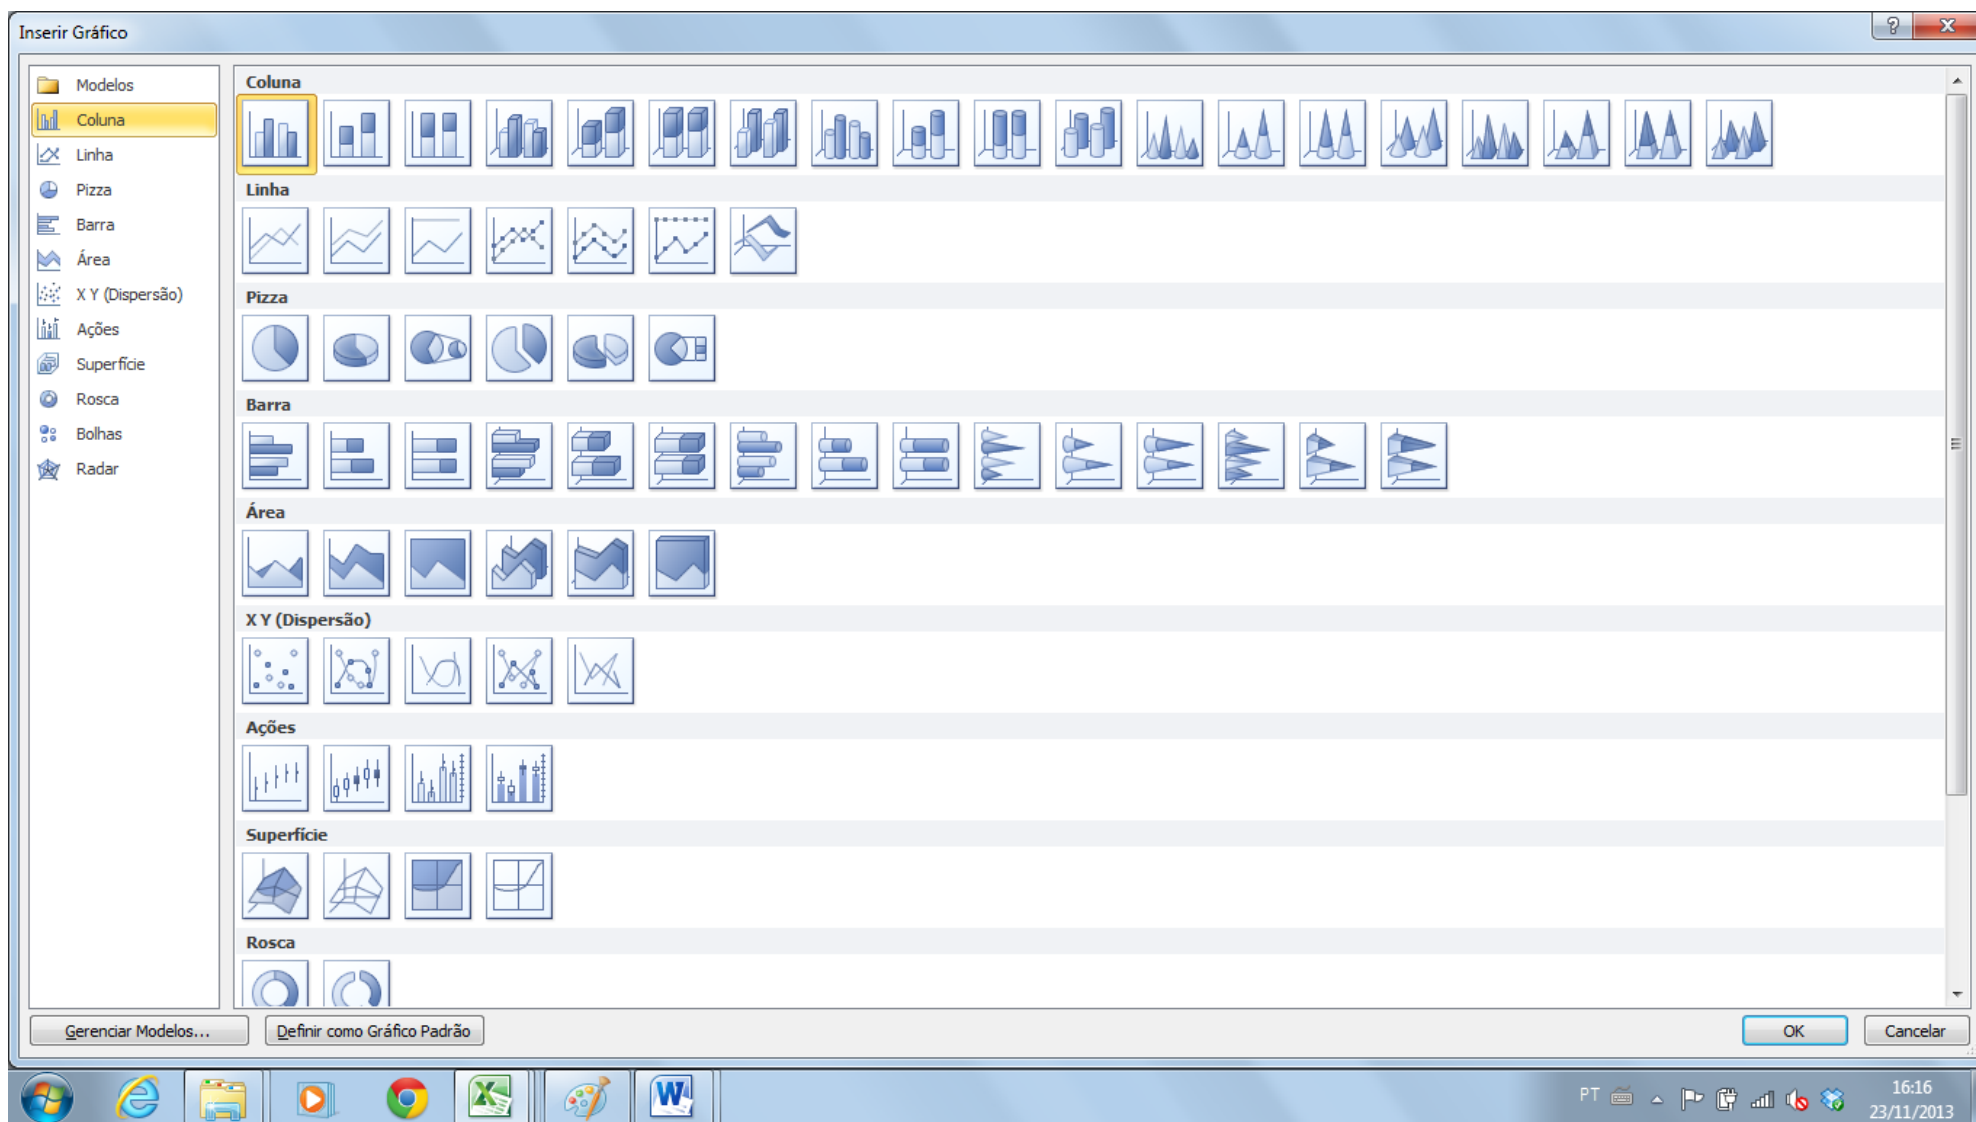 Inserir Gráfico
Modelos
Coluna
Linha
Pizza
Barra
Área
X Y (Dispersão)
Ações
Superfície
Rosca
Bolhas
Radar
Coluna
Linha
Pizza
Barra
Área
X Y (Dispersão)
Ações
Superfície
Rosca
Gerenciar Modelos...
Definir como Gráfico Padrão
OK
Cancelar
PT
16:16
23/11/2013